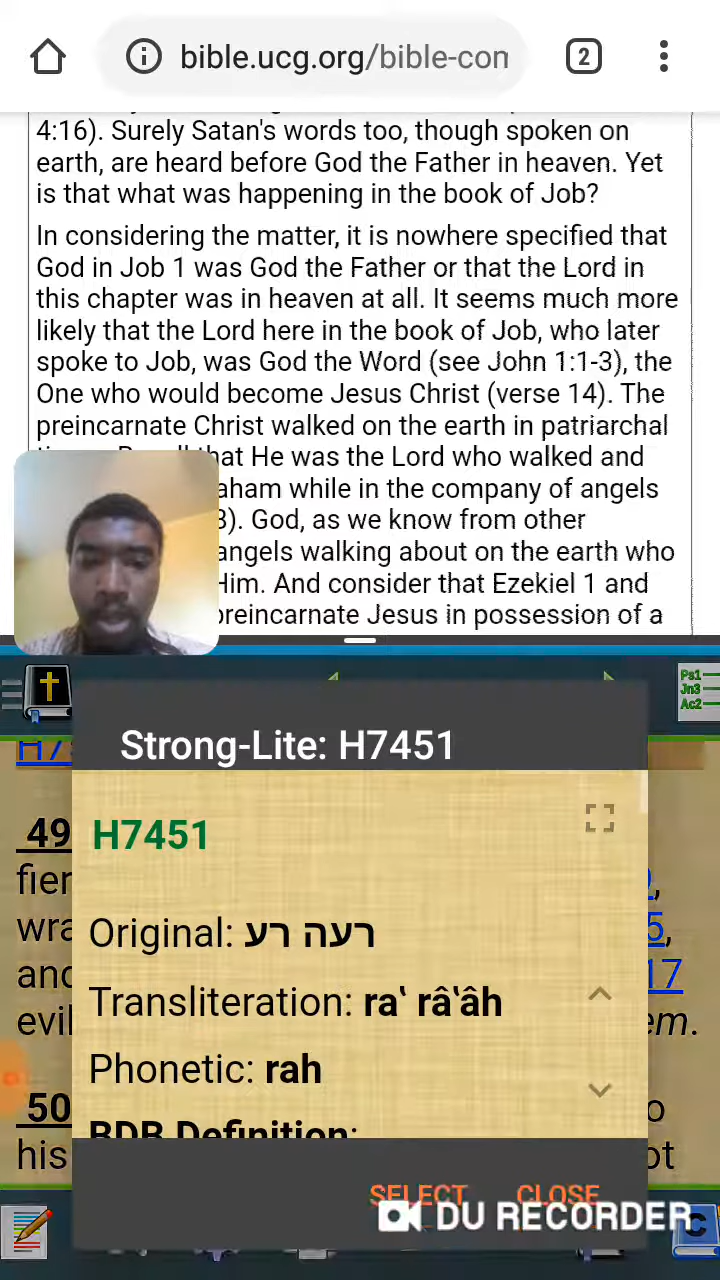 bible.ucg.org/bible-con
2
4:16). Surely Satan's words too, though spoken on
earth, are heard before God the Father in heaven. Yet
is that what was happening in the book of Job?
In considering the matter, it is nowhere specified that
God in Job 1 was God the Father or that the Lord in
this chapter was in heaven at all. It seems much more
likely that the Lord here in the book of Job, who later
spoke to Job, was God the Word (see John 1:1-3), the
One who would become Jesus Christ (verse 14). The
preincarnate Christ walked on the earth in patriarchal
hat He was the Lord who walked and
aham while in the company of angels
3). God, as we know from other
angels walking about on the earth who
Him. And consider that Ezekiel 1 and
preincarnate Jesus in possession of a
Ps1
Jn3
Ac2
Strong-Lite: H7451
H7451
49
fier
Original: רעה רע
wra
5,
and
Transliteration: ra‛ râ‛âh
17
evil
em.
Phonetic: rah
50
BDB Definition:
o
his
ot
SELECT CLOSE
DU RECORDER
C